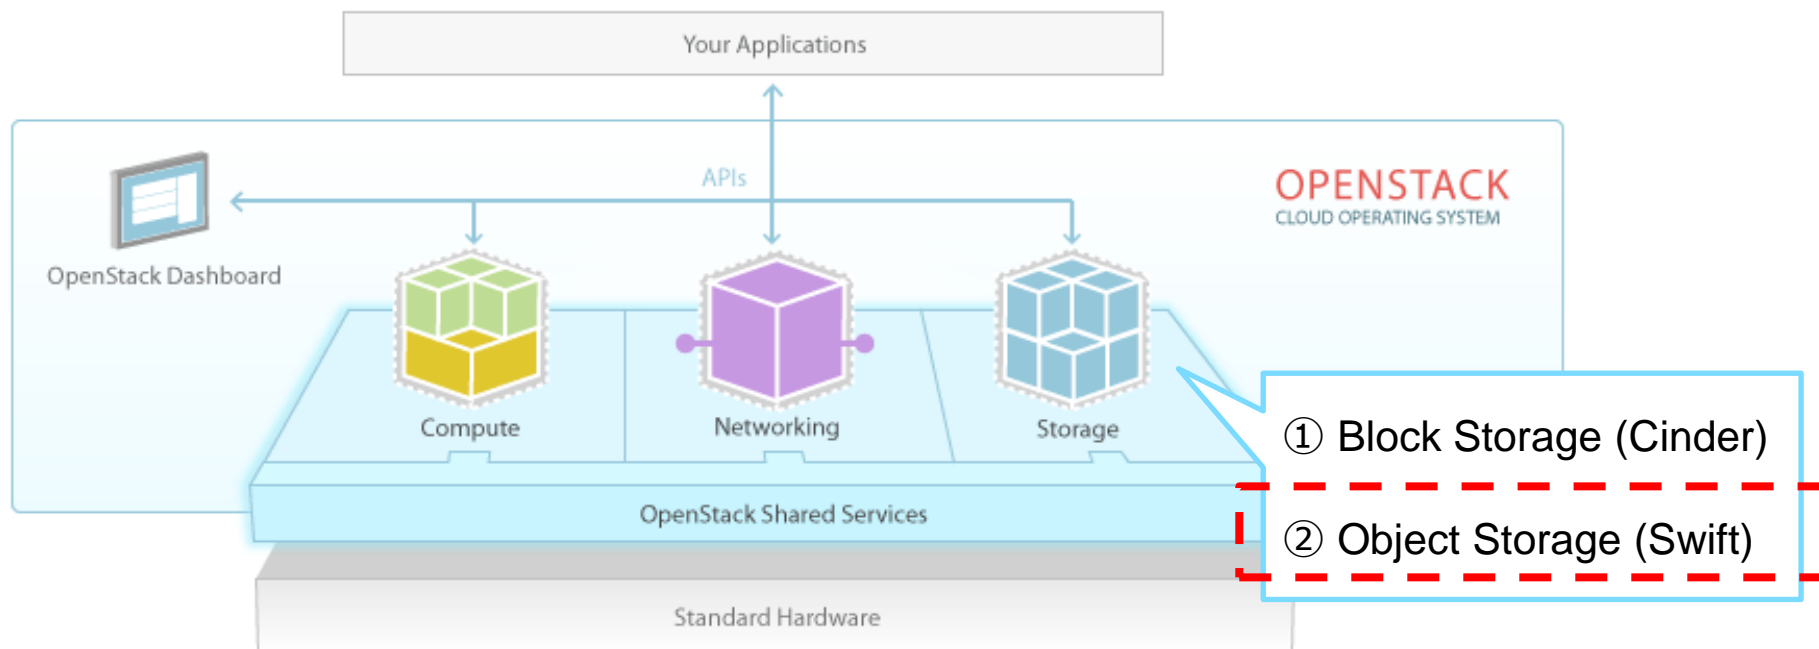 Your Applications
APIs
OPENSTACK
CLOUD OPERATING SYSTEM
OpenStack Dashboard
Compute
Networking
Storage
① Block Storage (Cinder)
OpenStack Shared Services
② Object Storage (Swift)
Standard Hardware